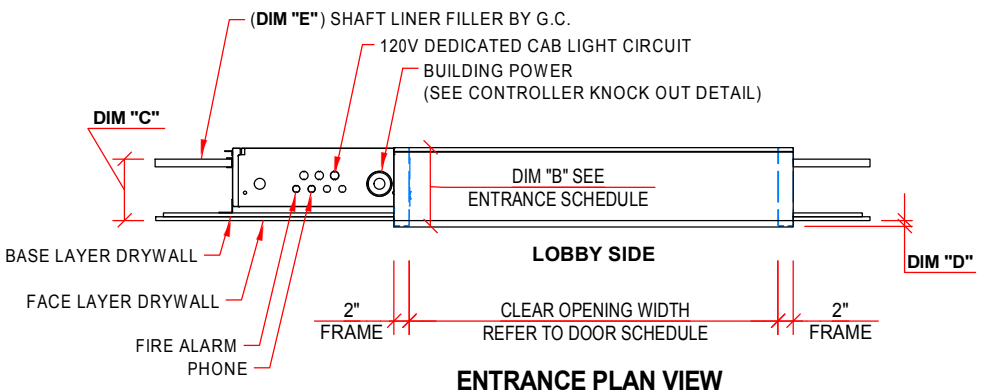 (DIM "E") SHAFT LINER FILLER BY G.C.
120V DEDICATED CAB LIGHT CIRCUIT
BUILDING POWER
(SEE CONTROLLER KNOCK OUT DETAIL)
DIM "C"
DIM "B" SEE
ENTRANCE SCHEDULE
BASE LAYER DRYWALL
LOBBY SIDE
DIM "D"
FACE LAYER DRYWALL
2"
FRAME
CLEAR OPENING WIDTH
REFER TO DOOR SCHEDULE
2"
FRAME
FIRE ALARM
PHONE
ENTRANCE PLAN VIEW